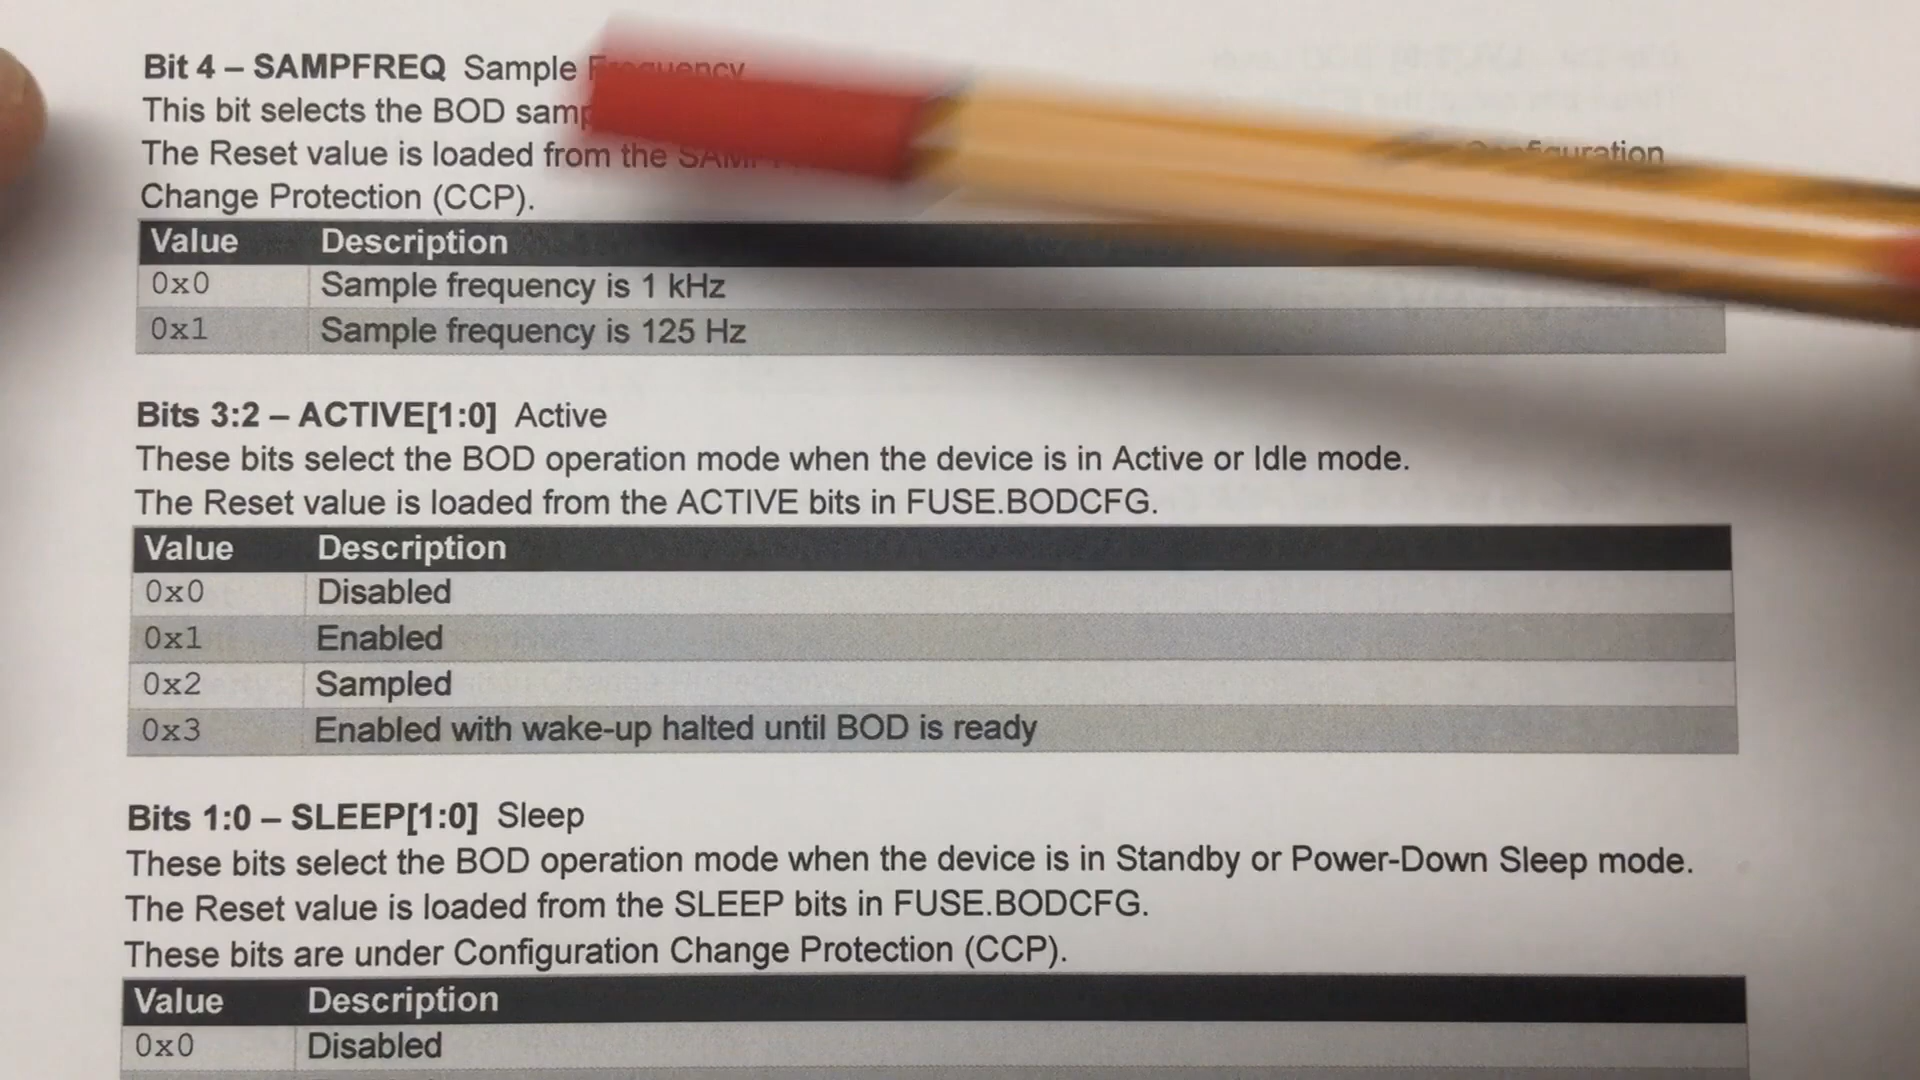 Bit 4 – SAMPFREQ Sample Frequency
This bit selects the BOD
The Reset value is loaded from the Configuration
Change Protection (CCP).
Value Description
0x0 Sample frequency is 1 kHz
0x1 Sample frequency is 125 Hz
Bits 3:2 – ACTIVE[1:0] Active
These bits select the BOD operation mode when the device is in Active or Idle mode.
The Reset value is loaded from the ACTIVE bits in FUSE.BODCFG.
Value Description
0x0 Disabled
0x1 Enabled
0x2 Sampled
0x3 Enabled with wake-up halted until BOD is ready
Bits 1:0 – SLEEP[1:0] Sleep
These bits select the BOD operation mode when the device is in Standby or Power-Down Sleep mode.
The Reset value is loaded from the SLEEP bits in FUSE.BODCFG.
These bits are under Configuration Change Protection (CCP).
Value Description
0x0 Disabled